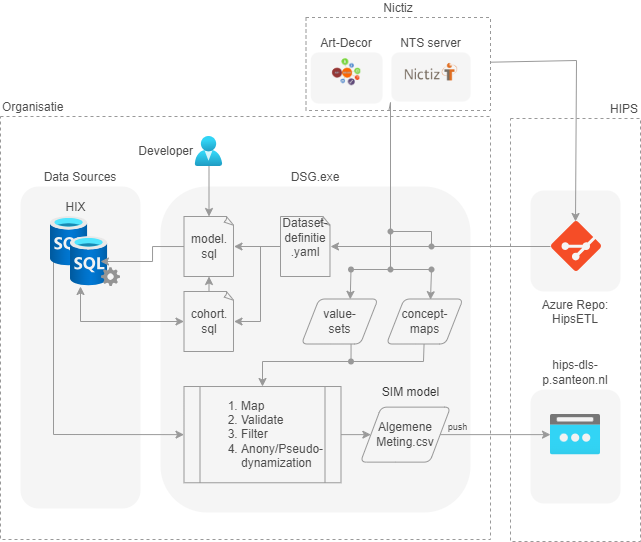 Nictiz
Art-Decor
NTS server
Nictiz
Organisatie
HIPS
Developer
Data Sources
DSG.exe
HIX
SQL
SQL
model.
sql
Dataset-
definitie
.yaml
cohort.
sql
value-
sets
concept-
maps
Azure Repo:
HipsETL
hips-dls-
p.santeon.nl
1. Map
2. Validate
3. Filter
4. Anony/Pseudo-
dynamization
SIM model
Algemene
Meting.csv
push